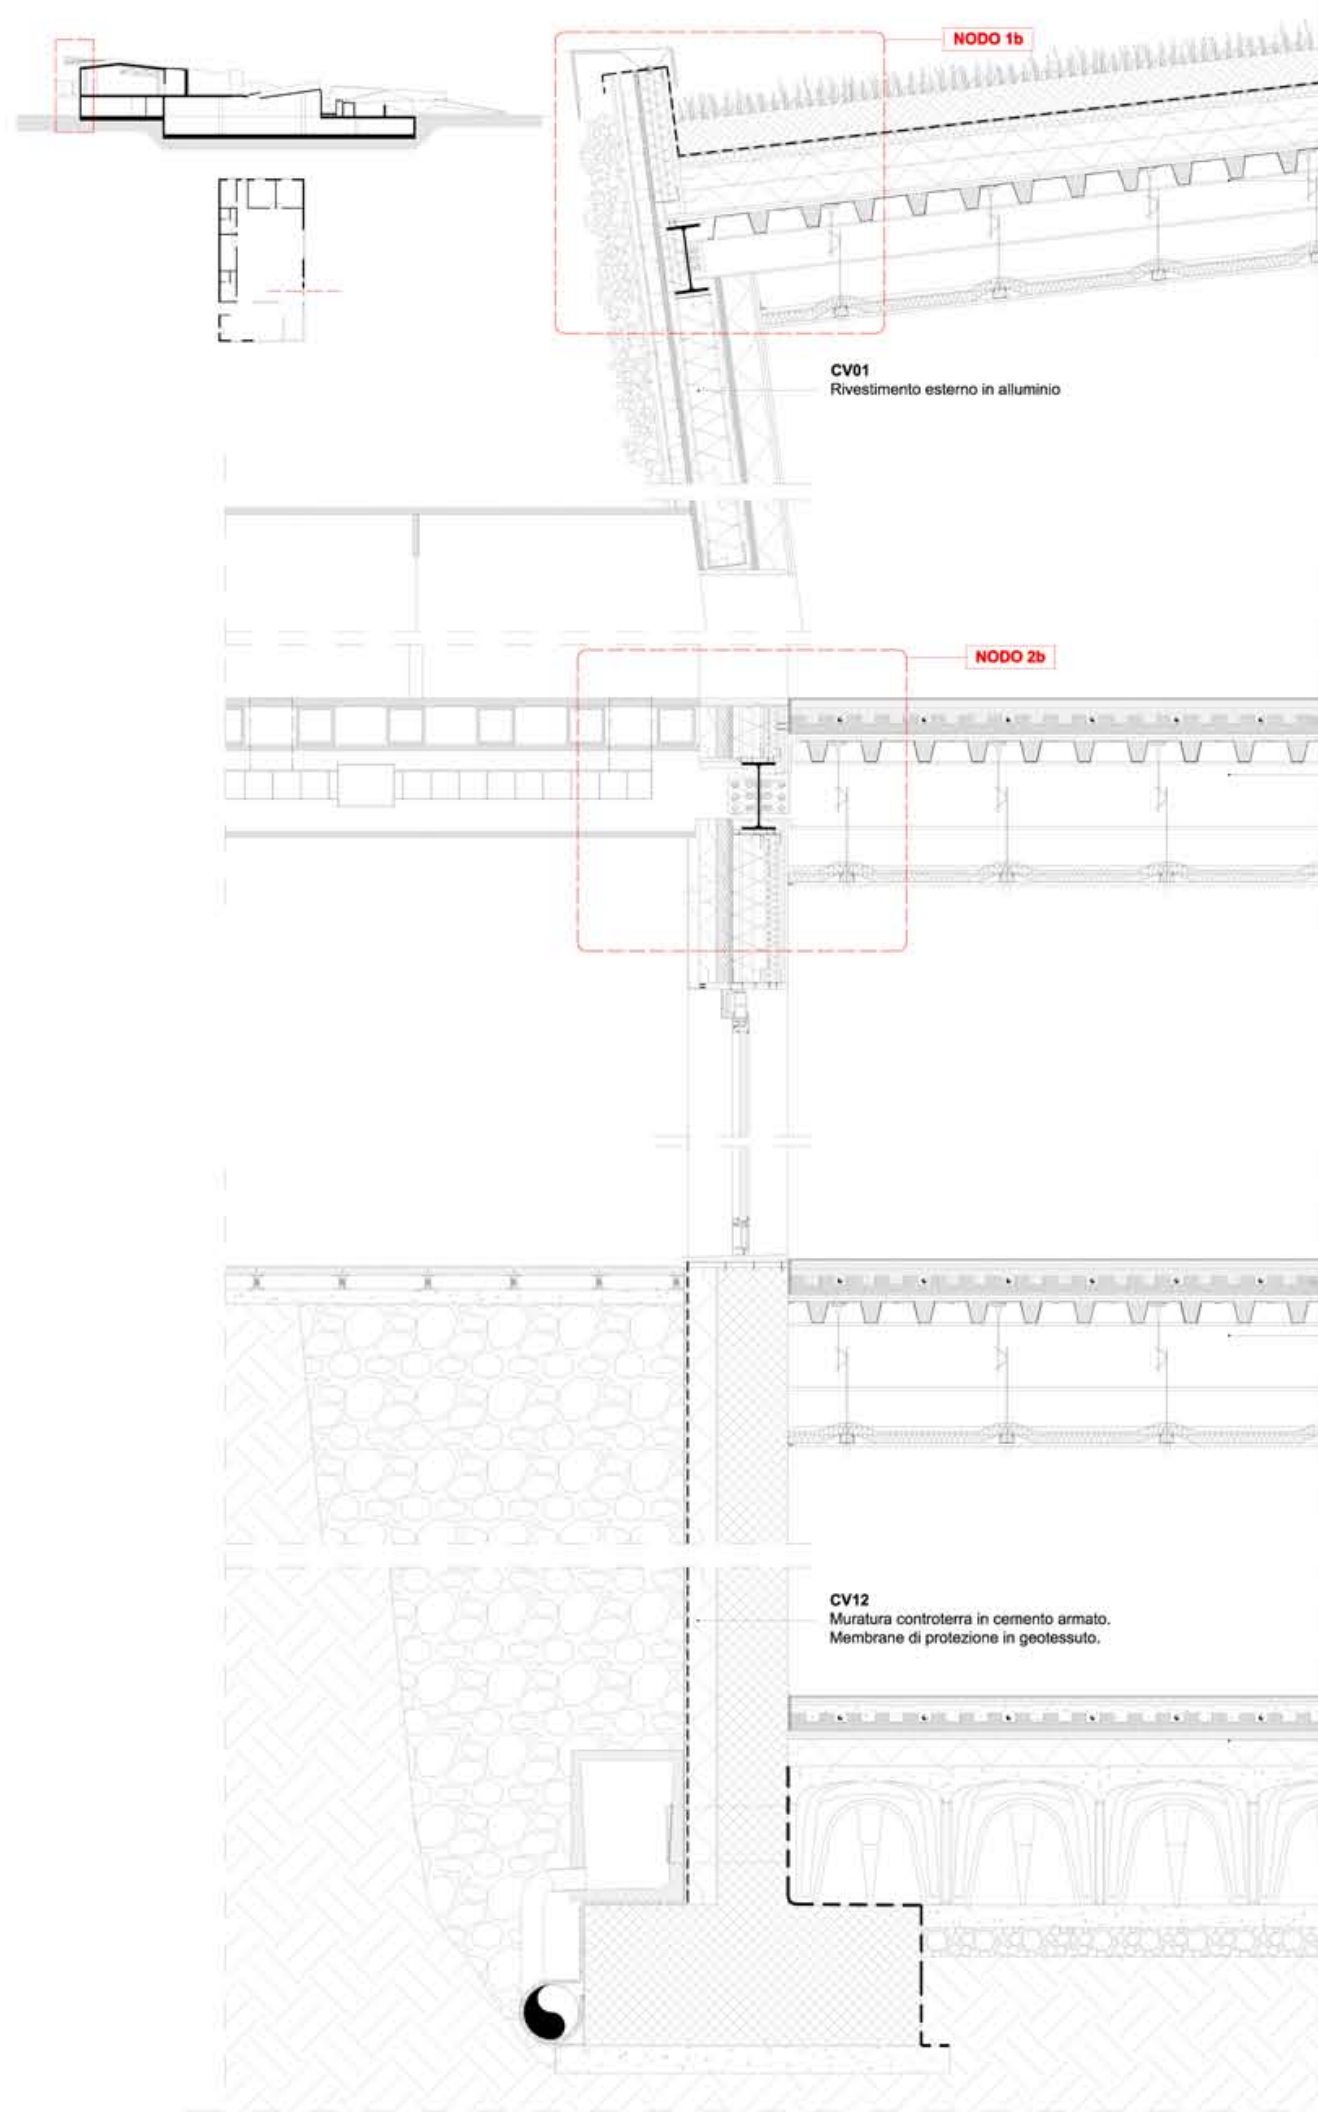 NODO 1b
CV01
Rivestimento esterno in alluminio
NODO 2b
CV12
Muratura controterra in cemento armato.
Membrane di protezione in geotessuto.